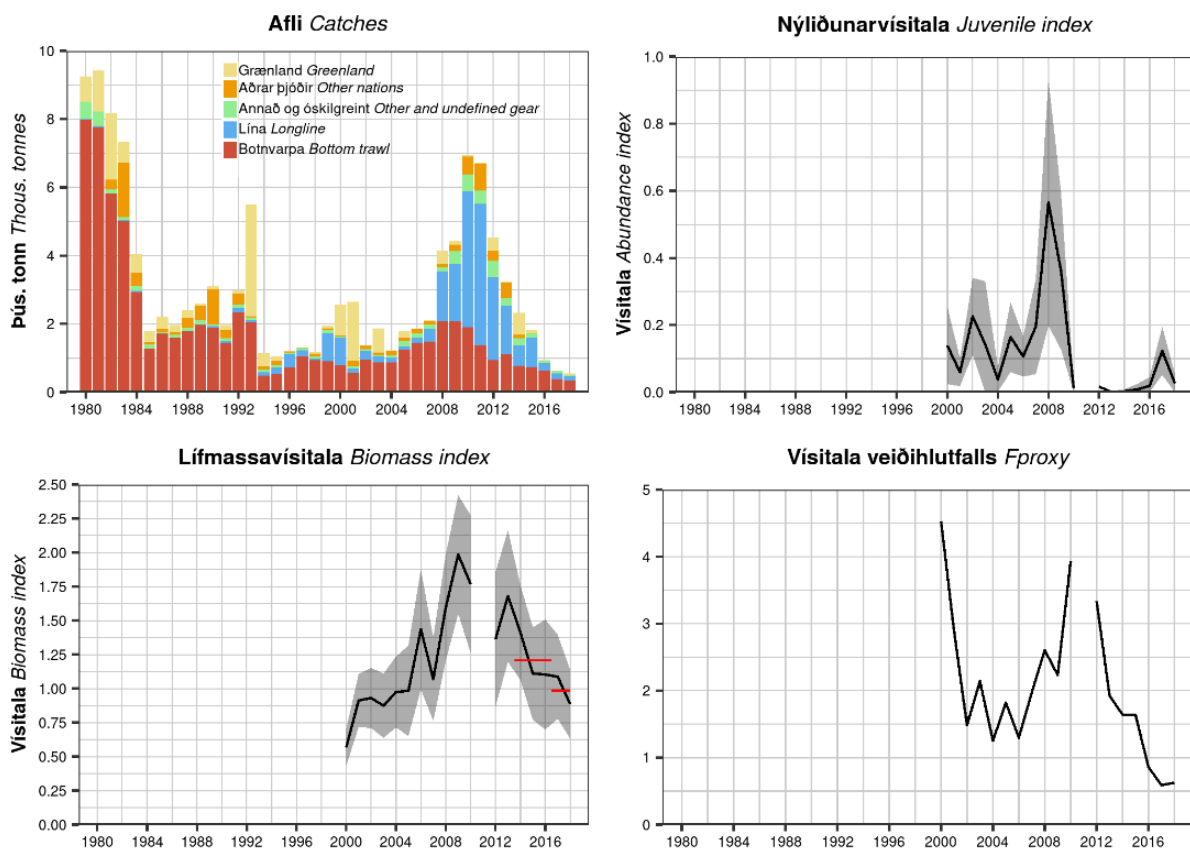 Afli Catches
Þús. tonn Thous. tonnes
10
8
6
4
2
0
Grænland Greenland
Aðrar þjóðir Other nations
Annað og óskilgreint Other and undefined gear
Lína Longline
Botnvarpa Bottom trawl
1980 1984 1988 1992 1996 2000 2004 2008 2012 2016
Nýliðunarvísitala Juvenile index
Vísitala Abundance index
1.0
0.8
0.6
0.4
0.2
0.0
1980 1984 1988 1992 1996 2000 2004 2008 2012 2016
Lífmassavísitala Biomass index
Vísitala Biomass index
2.50
2.25
2.00
1.75
1.50
1.25
1.00
0.75
0.50
0.25
0.00
1980 1984 1988 1992 1996 2000 2004 2008 2012 2016
Vísitala veiðihlutfalls Fproxy
5
4
3
2
1
0
1980 1984 1988 1992 1996 2000 2004 2008 2012 2016